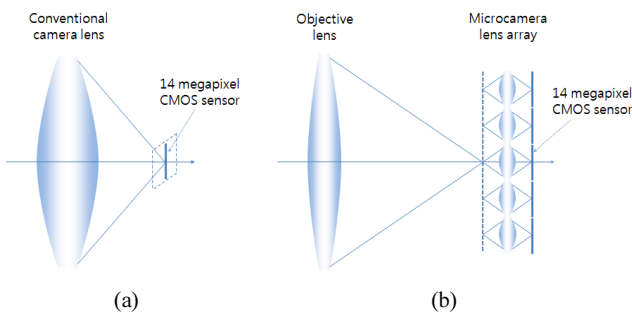 Conventional
camera lens
14 megapixel
CMOS sensor
(a)
Objective
lens
Microcamera
lens array
14 megapixel
CMOS sensor
(b)